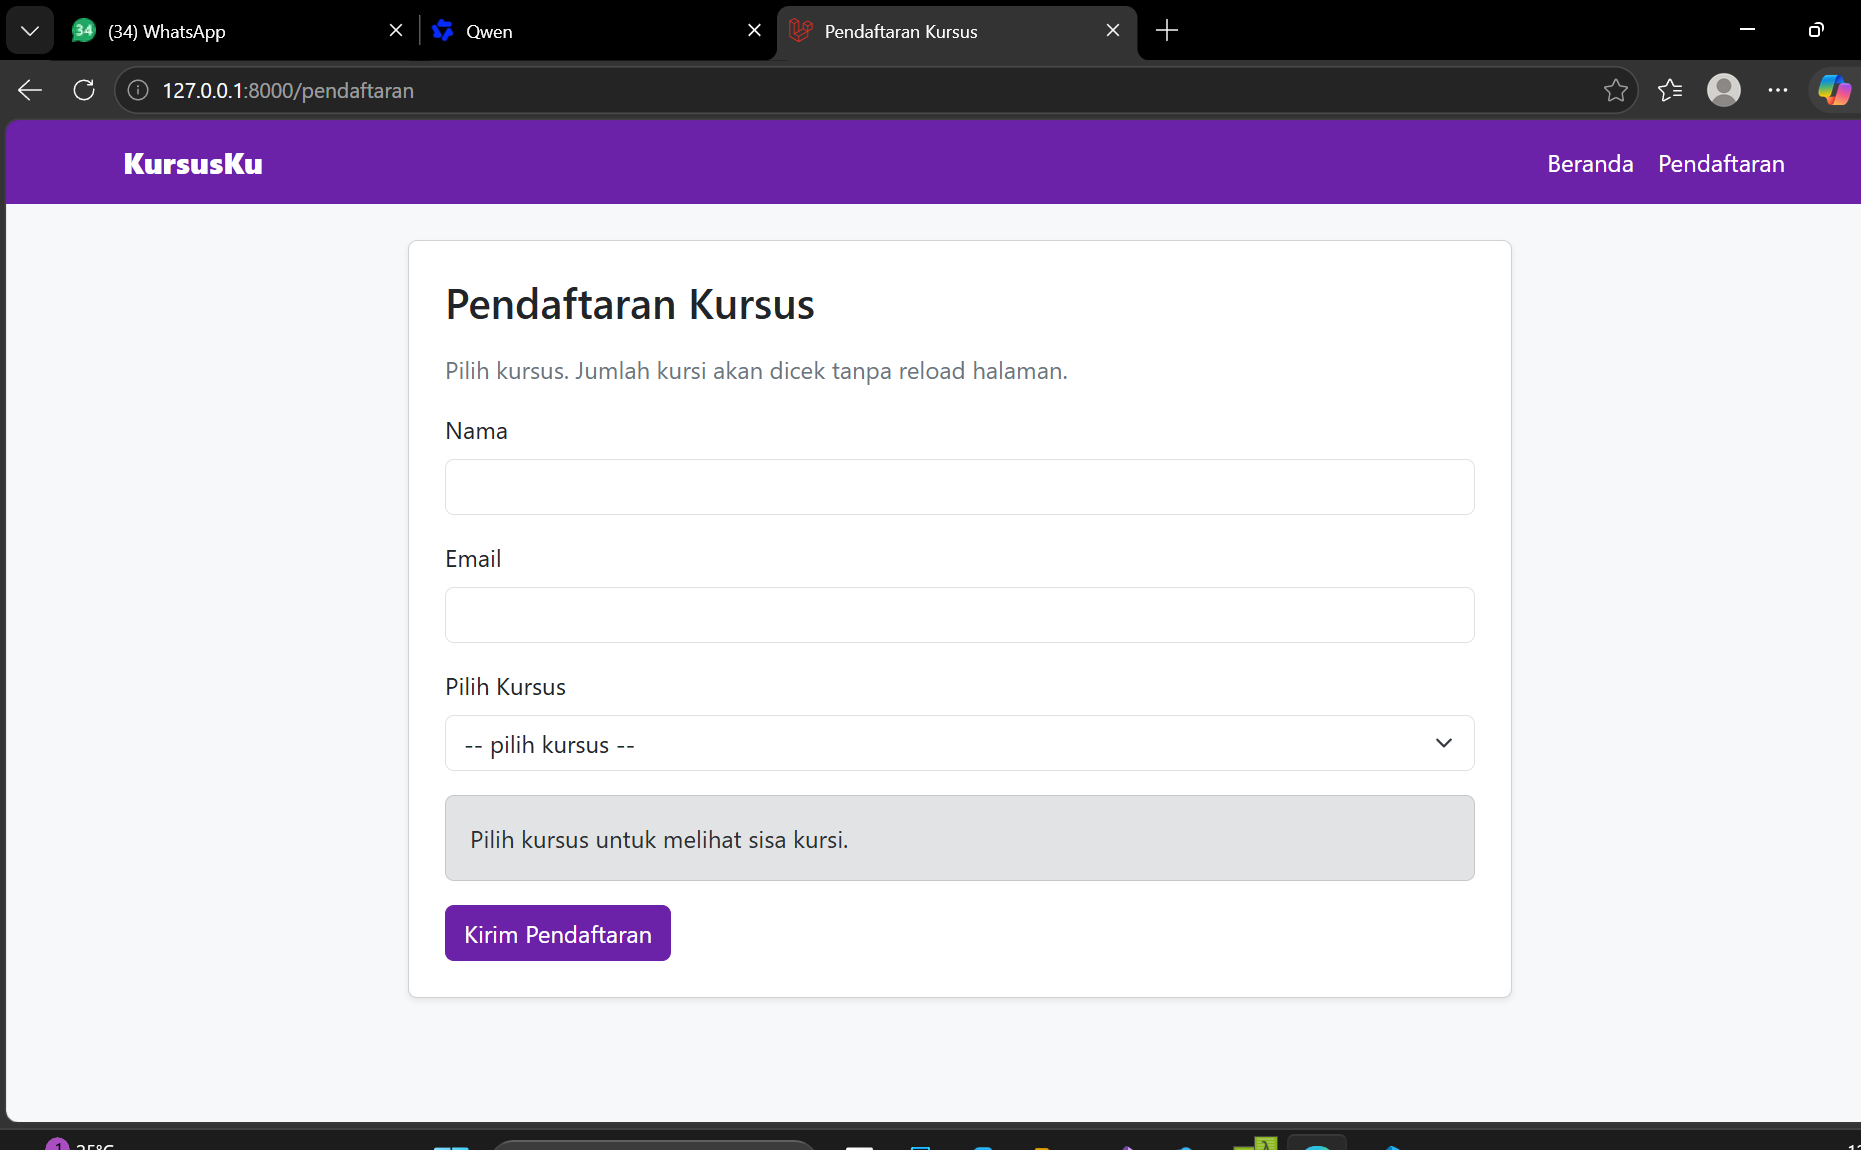 34 (34) WhatsApp
Qwen
Pendaftaran Kursus
127.0.0.1:8000/pendaftaran
KursusKu
Beranda
Pendaftaran
Pendaftaran Kursus
Pilih kursus. Jumlah kursi akan dicek tanpa reload halaman.
Nama
Email
Pilih Kursus
-- pilih kursus --
Pilih kursus untuk melihat sisa kursi.
Kirim Pendaftaran